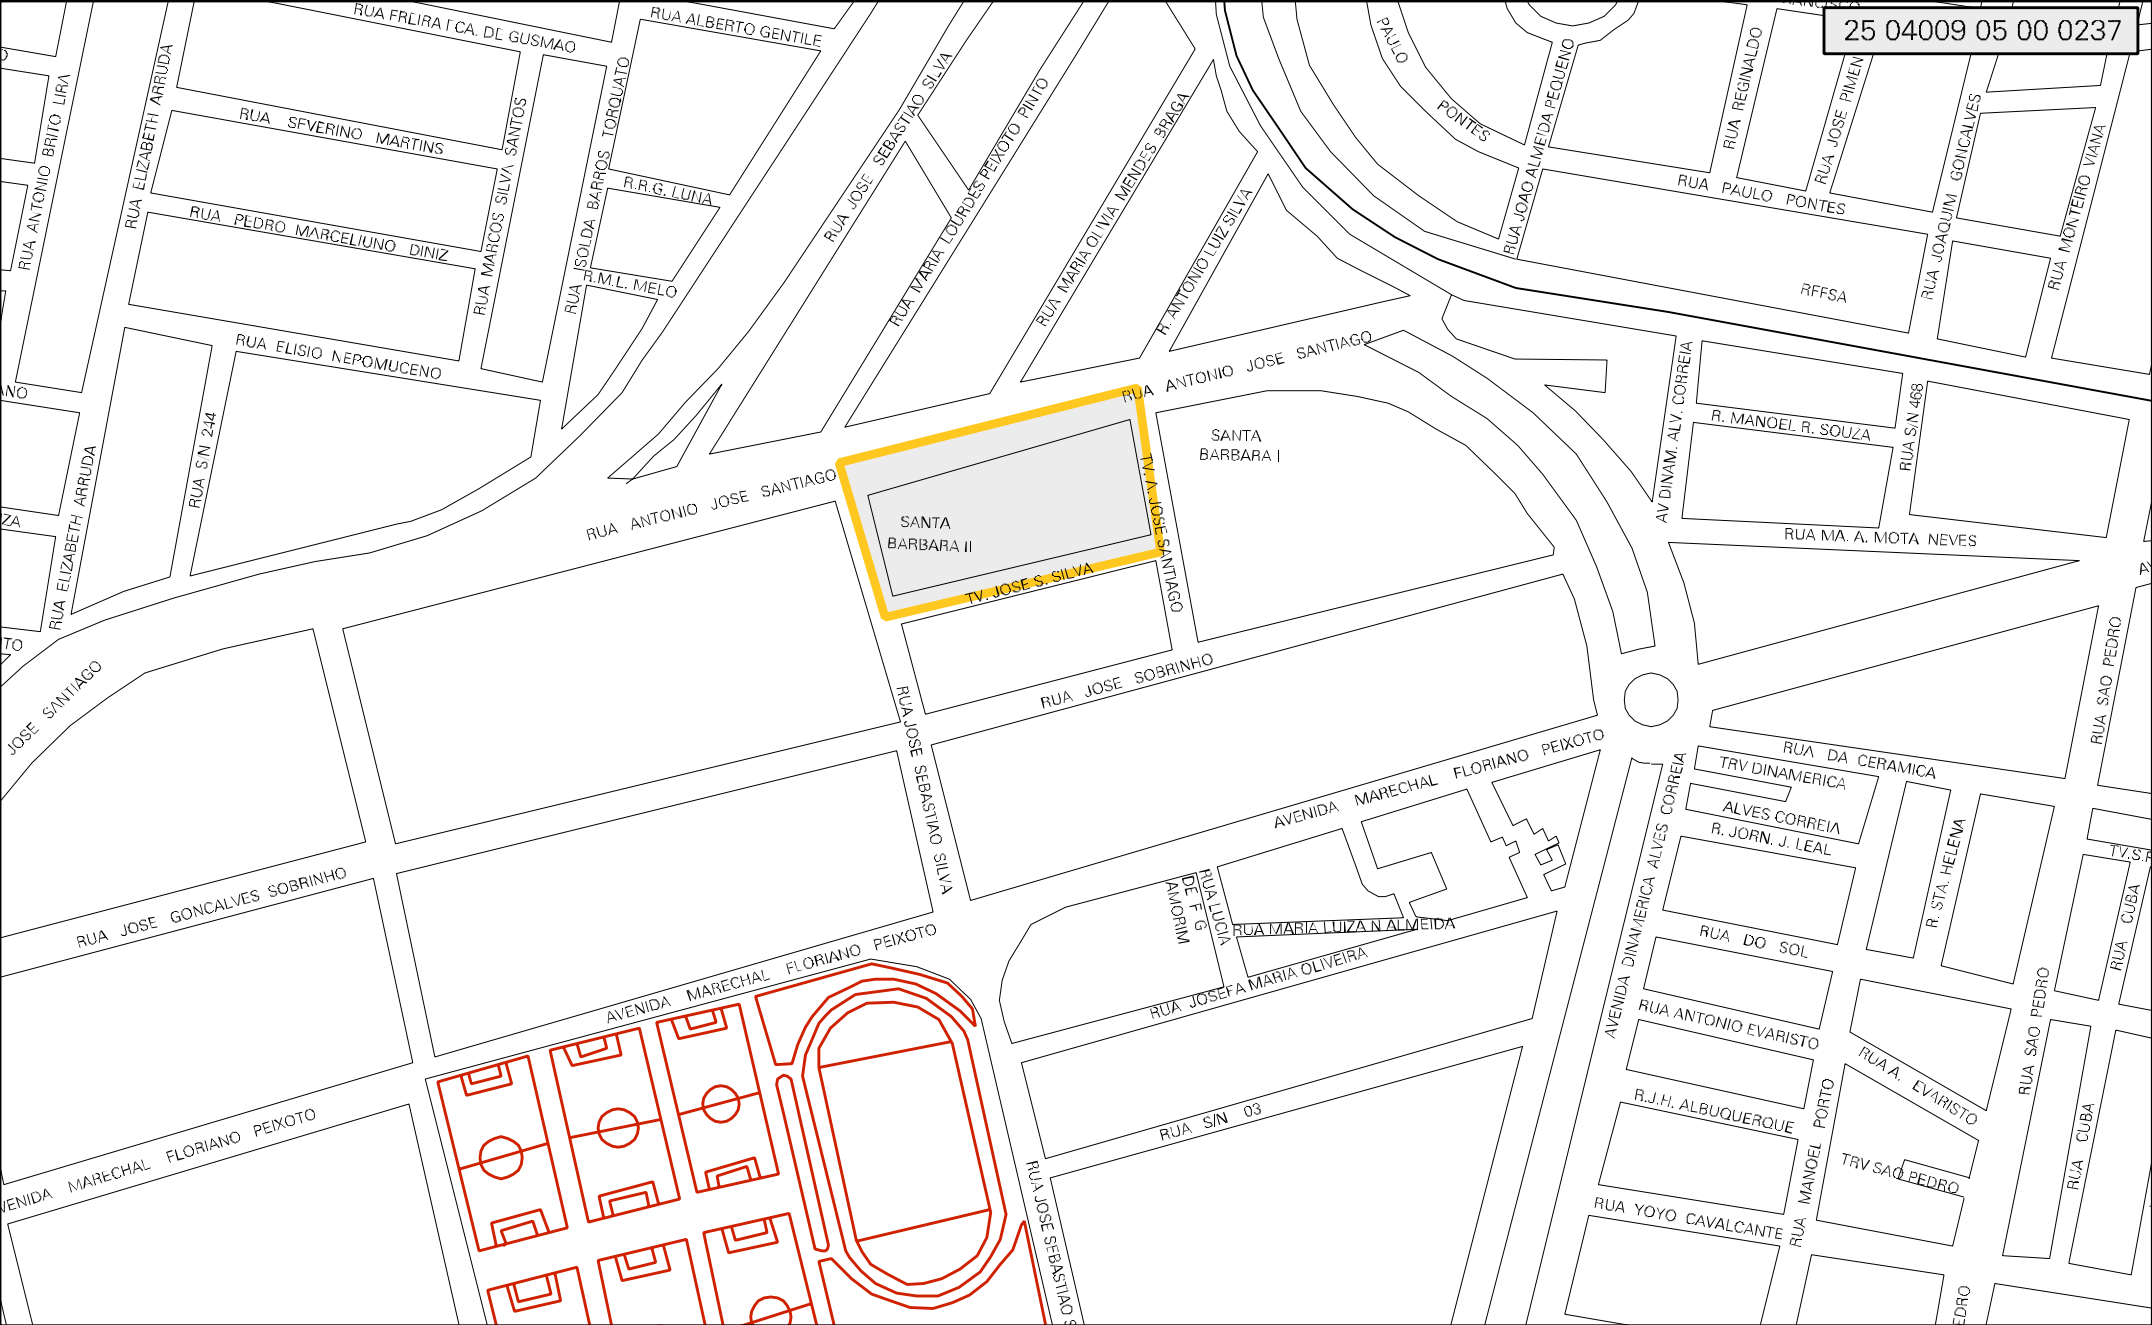 25 04009 05 00 0237
RUA ALBERTO GENTILE
PAULO
PONTES
RUA JOAO ALMEIDA PEQUENO
RUA REGINALDO
RUA JOSE PIMEN
RUA JOAQUIM GONCALVES
RUA MONTEIRO VIANA
RUA PAULO PONTES
RFFSA
RUA ANTONIO BRITO LIRA
RUA ELIZABETH ARRUDA
RUA SEVERINO MARTINS
RUA MARCOS SILVA SANTOS
RUA SOLDA BARROS TORQUATO
R.R.G. LUNA
RUA PEDRO MARCELIUNO DINIZ
R.M.L. MELO
RUA ELISIO NEPOMUCENO
RUA S/N 244
RUA ELIZABETH ARRUDA
RUA JOSE SEBASTIAO SILVA
RUA MARIA LOURDES PEIXOTO PINTO
RUA MARIA OLIVIA MENDES BRAGA
R. ANTONIO LUIZ SILVA
RUA ANTONIO JOSE SANTIAGO
RUA ANTONIO JOSE SANTIAGO
SANTA
BARBARA I
SANTA
BARBARA II
TV. A. JOSE SANTIAGO
TV. JOSE S. SILVA
AV DINAM. ALV. CORREIA
R. MANOEL R. SOUZA
RUA S/N 468
RUA MA. A. MOTA NEVES
RUA SAO PEDRO
JOSE SANTIAGO
RUA JOSE SOBRINHO
RUA JOSE SEBASTIAO SILVA
AVENIDA MARECHAL FLORIANO PEIXOTO
RUA DA CERAMICA
TRV DINAMERICA
ALVES CORREIA
R. JORN. J. LEAL
R. STA. HELENA
TV.S.P
RUA CUBA
RUA JOSE GONCALVES SOBRINHO
AVENIDA MARECHAL FLORIANO PEIXOTO
RUA LUCIA
DE F G
AMORIM
RUA MARIA LUIZA N ALMEIDA
RUA JOSEFA MARIA OLIVEIRA
AVENIDA DINAMERICA ALVES CORREIA
RUA DO SOL
RUA ANTONIO EVARISTO
RUA A. EVARISTO
RUA SAO PEDRO
RUA CUBA
R.J.H. ALBUQUERQUE
RUA MANOEL PORTO
TRV SAO PEDRO
RUA YOYO CAVALCANTE
RUA S/N 03
VENIDA MARECHAL FLORIANO PEIXOTO
RUA JOSE SEBASTIAO S
EDRO